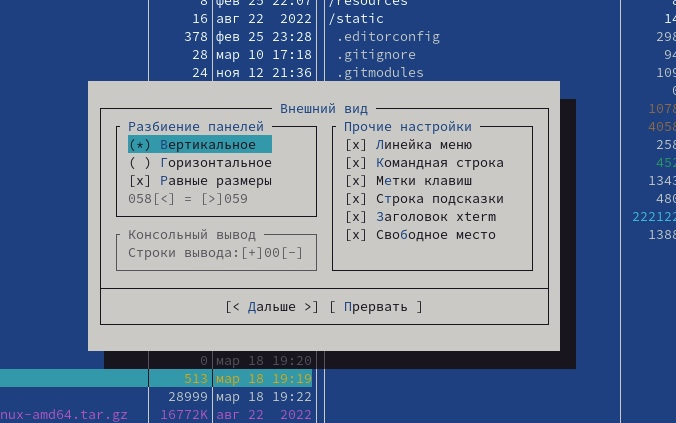 8 фев 25 22:07 /resources
16 авг 22 2022 /static 14
378 фев 25 23:28 .editorconfig 298
28 мар 10 17:18 .gitignore 94
24 ноя 12 21:36 .gitmodules 109
0
Внешний вид 1078
Разбиение панелей Прочие настройки 4058
(*) Вертикальное [x] Линейка меню 258
( ) Горизонтальное [x] Командная строка 452
[x] Равные размеры [x] Метки клавиш 1343
058[<] = [>]059 [x] Строка подсказки 480
[x] Заголовок xterm 222122
Консольный вывод [x] Свободное место 1388
Строки вывода:[+]00[-]
[< Дальше >] [ Прервать ]
0 мар 18 19:20
513 мар 18 19:19
28999 мар 18 19:22
nux-amd64.tar.gz 16772K авг 22 2022